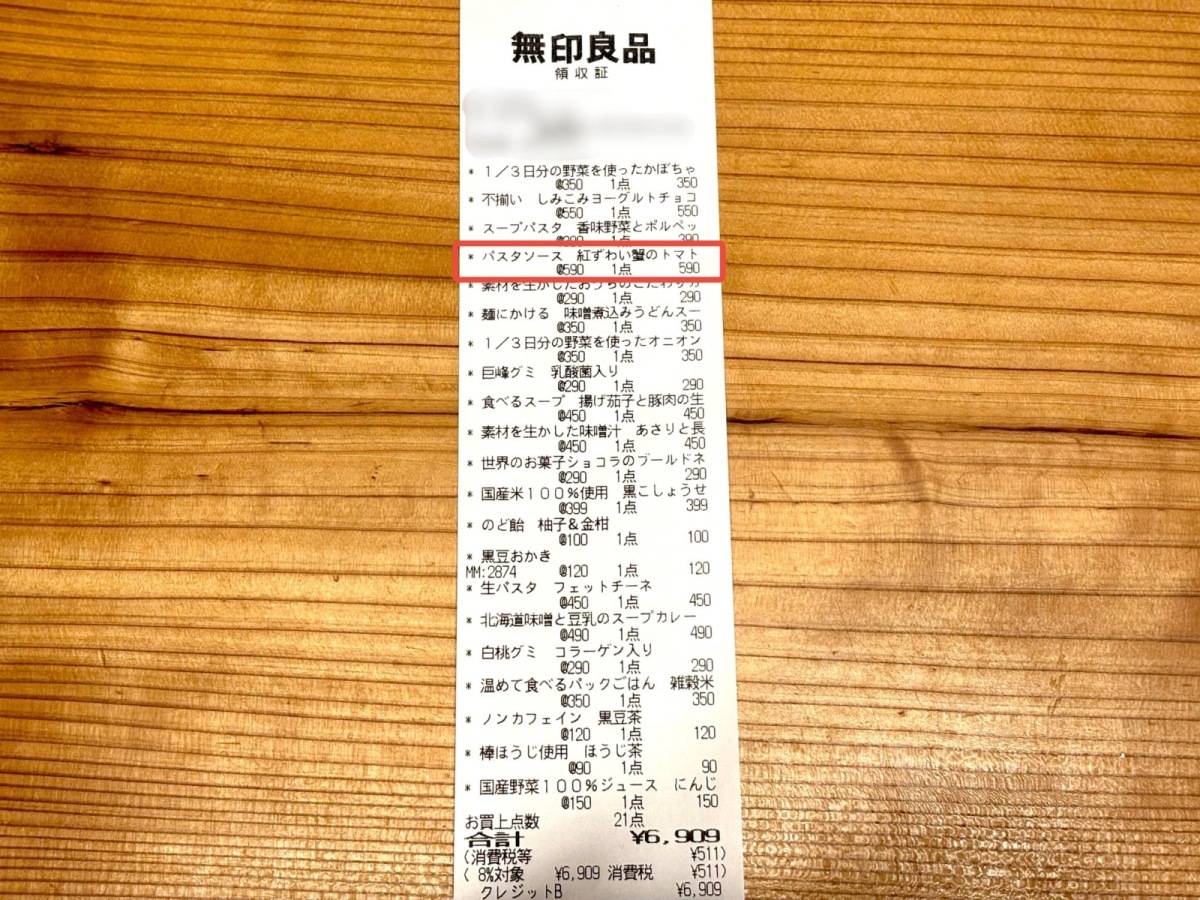 無印良品
領収証
* 1／3日分の野菜を使ったかぼちゃ
@350 1点 350
* 不揃い しみこみヨーグルトチョコ
@550 1点 550
* スープパスタ 香味野菜とポルペッ
1点 390
* パスタソース 紅ずわい蟹のトマト
@590 1点 590
* 素材を生かしたおうちのこだわりカ
@290 1点 290
* 麺にかける 味噌煮込みうどんスー
@350 1点 350
* 1／3日分の野菜を使ったオニオン
@350 1点 350
* 巨峰グミ 乳酸菌入り
@290 1点 290
* 食べるスープ 揚げ茄子と豚肉の生
@450 1点 450
* 素材を生かした味噌汁 あさりと長
@450 1点 450
* 世界のお菓子ショコラのブールドネ
@290 1点 290
* 国産米100％使用 黒こしょうせ
@399 1点 399
* のど飴 柚子＆金柑
@100 1点 100
* 黒豆おかき
MM:2874 @120 1点 120
* 生パスタ フェットチーネ
@450 1点 450
* 北海道味噌と豆乳のスープカレー
@490 1点 490
* 白桃グミ コラーゲン入り
@290 1点 290
* 温めて食べるパックごはん 雑穀米
@350 1点 350
* ノンカフェイン 黒豆茶
@120 1点 120
* 棒ほうじ使用 ほうじ茶
@90 1点 90
* 国産野菜100％ジュース にんじ
@150 1点 150
お買上点数 21点
合計 ¥6,909
(消費税等 ¥511)
( 8%対象 ¥6,909 消費税 ¥511)
クレジットB ¥6,909